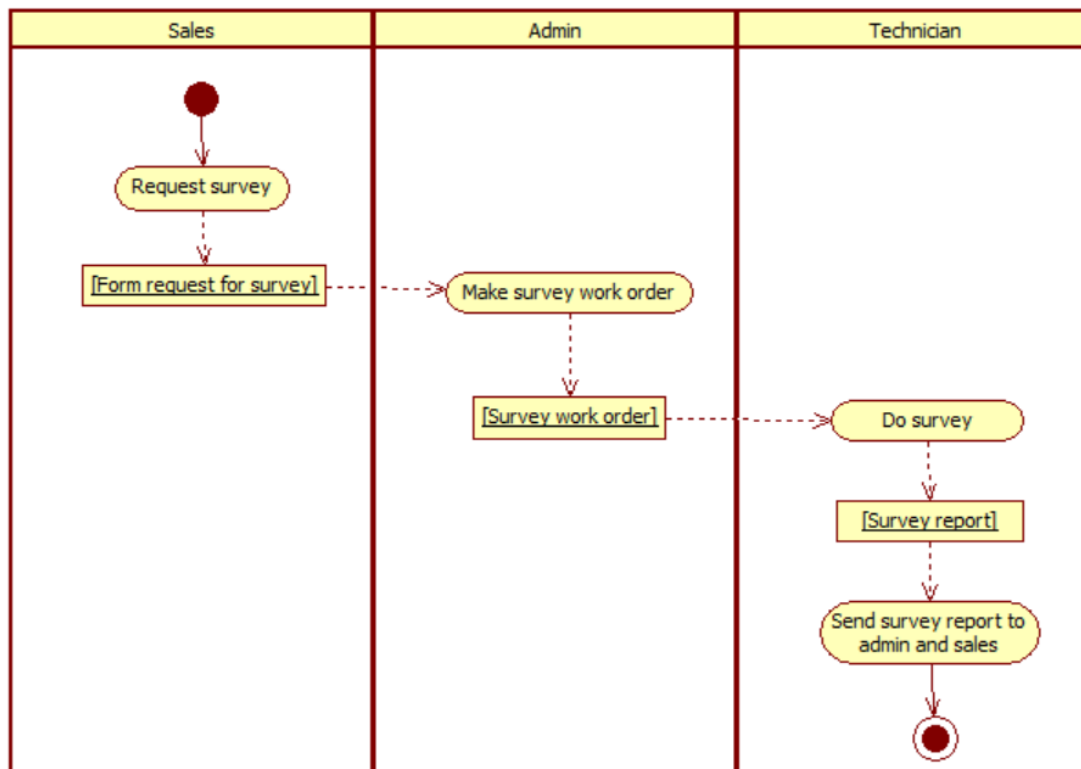 Sales
Admin
Technician
Request survey
[Form request for survey]
Make survey work order
[Survey work order]
Do survey
[Survey report]
Send survey report to
admin and sales